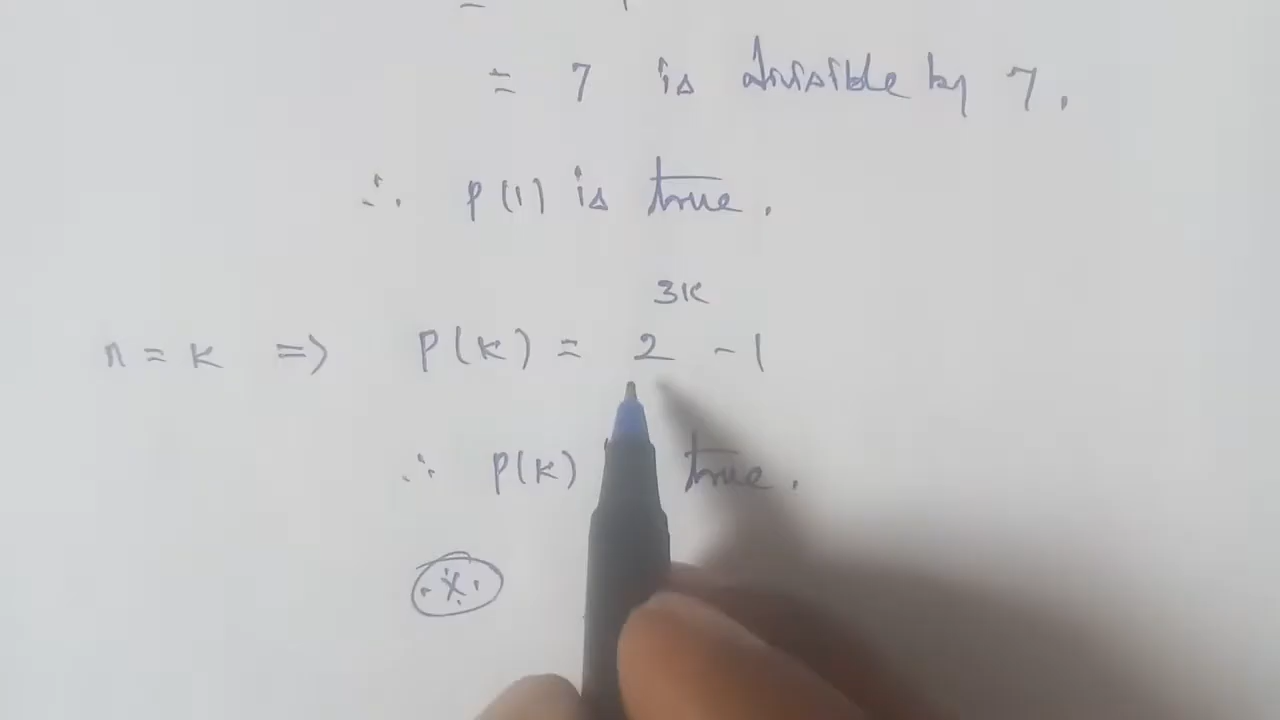 = 7 is divisible by 7.
∴ P(1) is true.
n = k => P(k) = 2^{3k} - 1
∴ P(k) true.